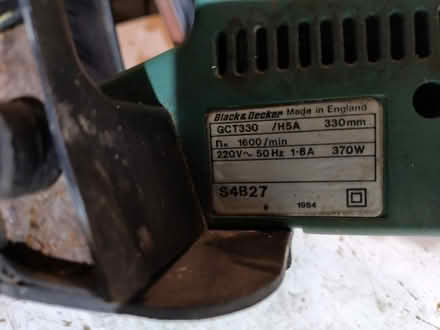 Black & Decker Made in England
GCT330 /H5A 330mm
n₀ 1600/min
220V~ 50Hz 1·8A 370W
S4B27
1984